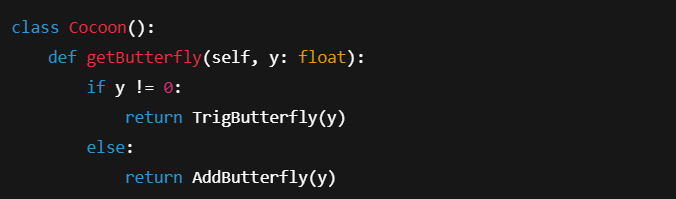 class Cocoon():
    def getButterfly(self, y: float):
        if y != 0:
            return TrigButterfly(y)
        else:
            return AddButterfly(y)